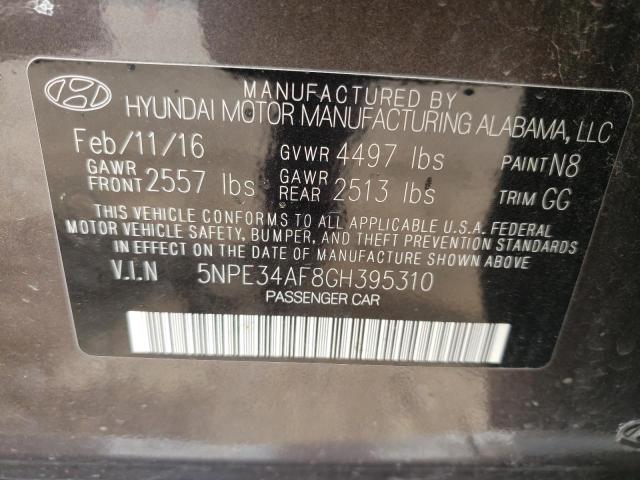 MANUFACTURED BY
HYUNDAI MOTOR MANUFACTURING ALABAMA, LLC
Feb/11/16 GVWR 4497 lbs PAINT N8
GAWR FRONT 2557 lbs GAWR REAR 2513 lbs TRIM GG
THIS VEHICLE CONFORMS TO ALL APPLICABLE U.S.A. FEDERAL
MOTOR VEHICLE SAFETY, BUMPER, AND THEFT PREVENTION STANDARDS
IN EFFECT ON THE DATE OF MANUFACTURE SHOWN ABOVE.
V.I.N 5NPE34AF8GH395310
PASSENGER CAR